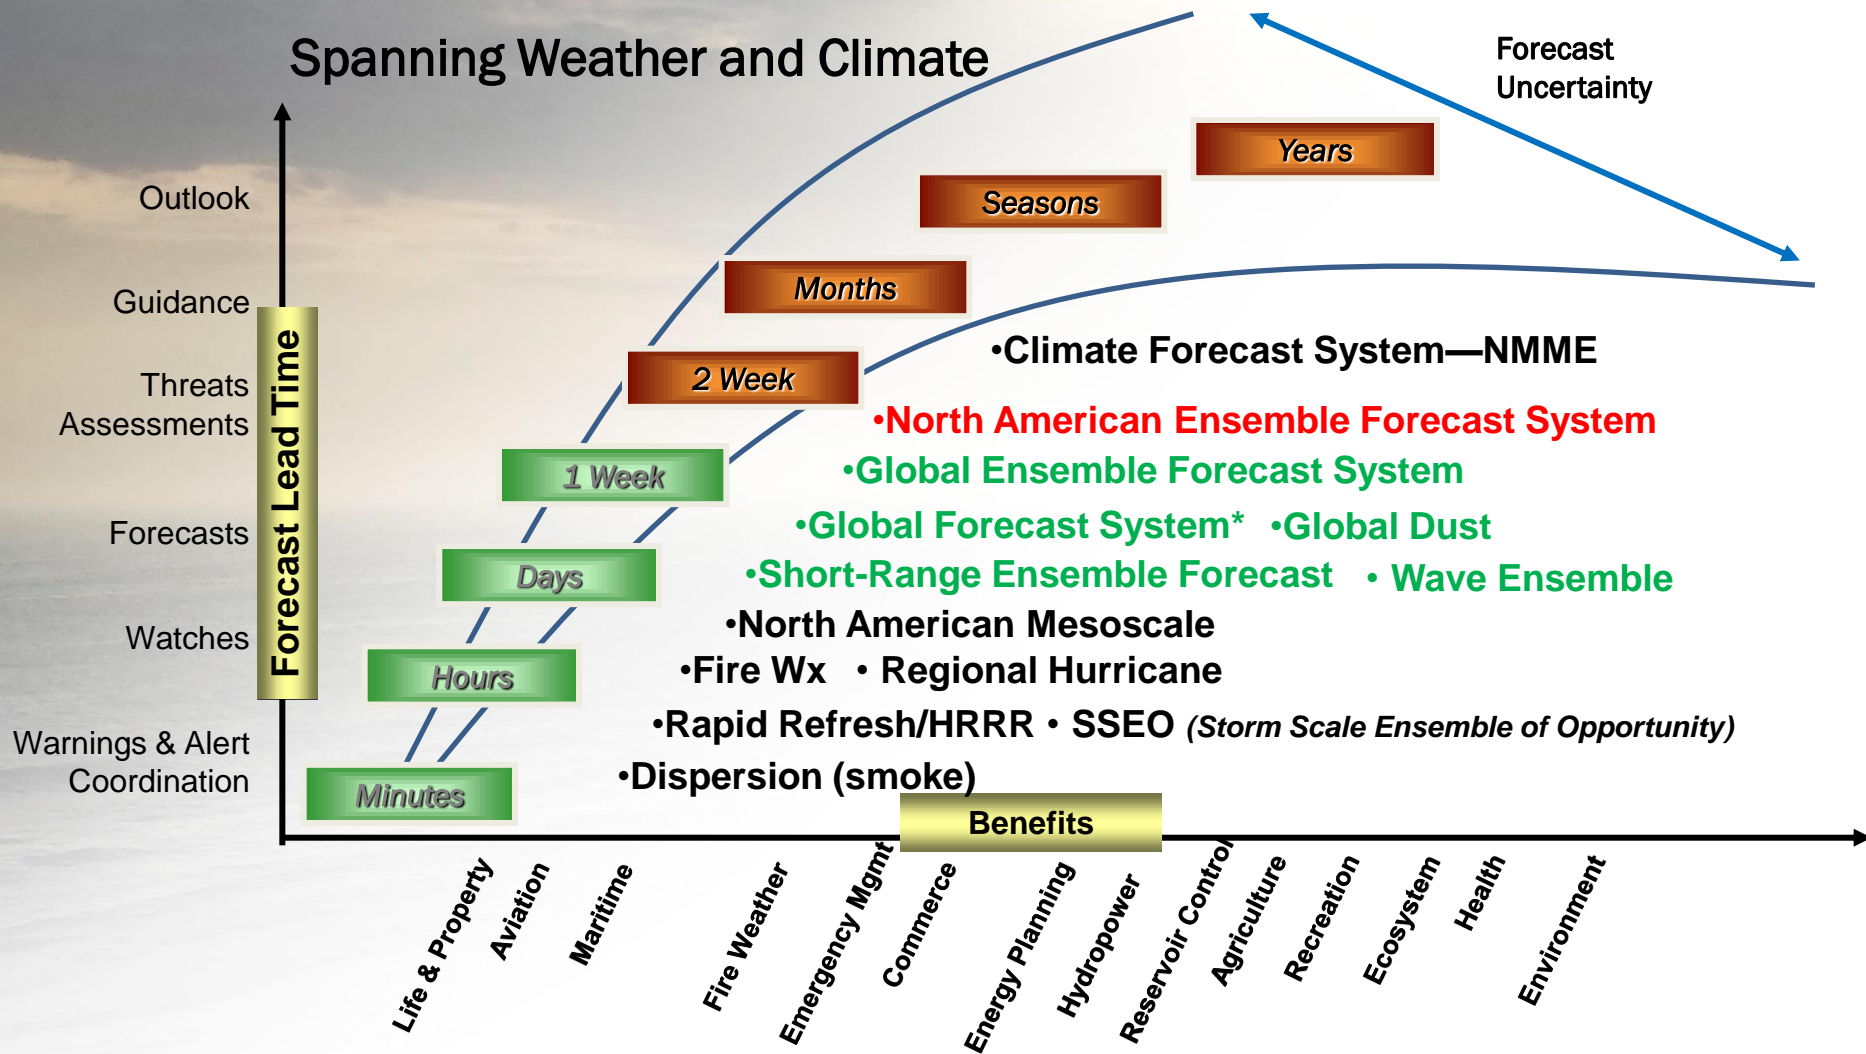 Spanning Weather and Climate
Forecast
Uncertainty
Outlook
Guidance
Threats
Assessments
Forecasts
Watches
Warnings & Alert
Coordination
Forecast Lead Time
Years
Seasons
Months
2 Week
1 Week
Days
Hours
Minutes
•Climate Forecast System—NMME
•North American Ensemble Forecast System
•Global Ensemble Forecast System
•Global Forecast System* •Global Dust
•Short-Range Ensemble Forecast • Wave Ensemble
•North American Mesoscale
•Fire Wx • Regional Hurricane
•Rapid Refresh/HRRR • SSEO (Storm Scale Ensemble of Opportunity)
•Dispersion (smoke)
Benefits
Life & Property
Aviation
Maritime
Fire Weather
Emergency Mgmt
Commerce
Energy Planning
Hydropower
Reservoir Control
Agriculture
Recreation
Ecosystem
Health
Environment